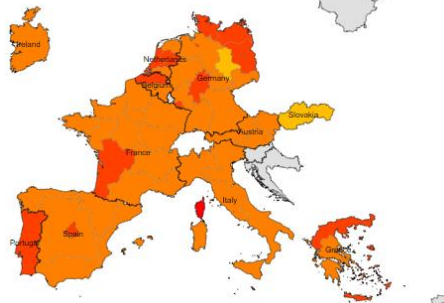 Ireland
Netherlands
Belgium
Germany
Slovakia
Austria
France
Italy
Portugal
Spain
Greece